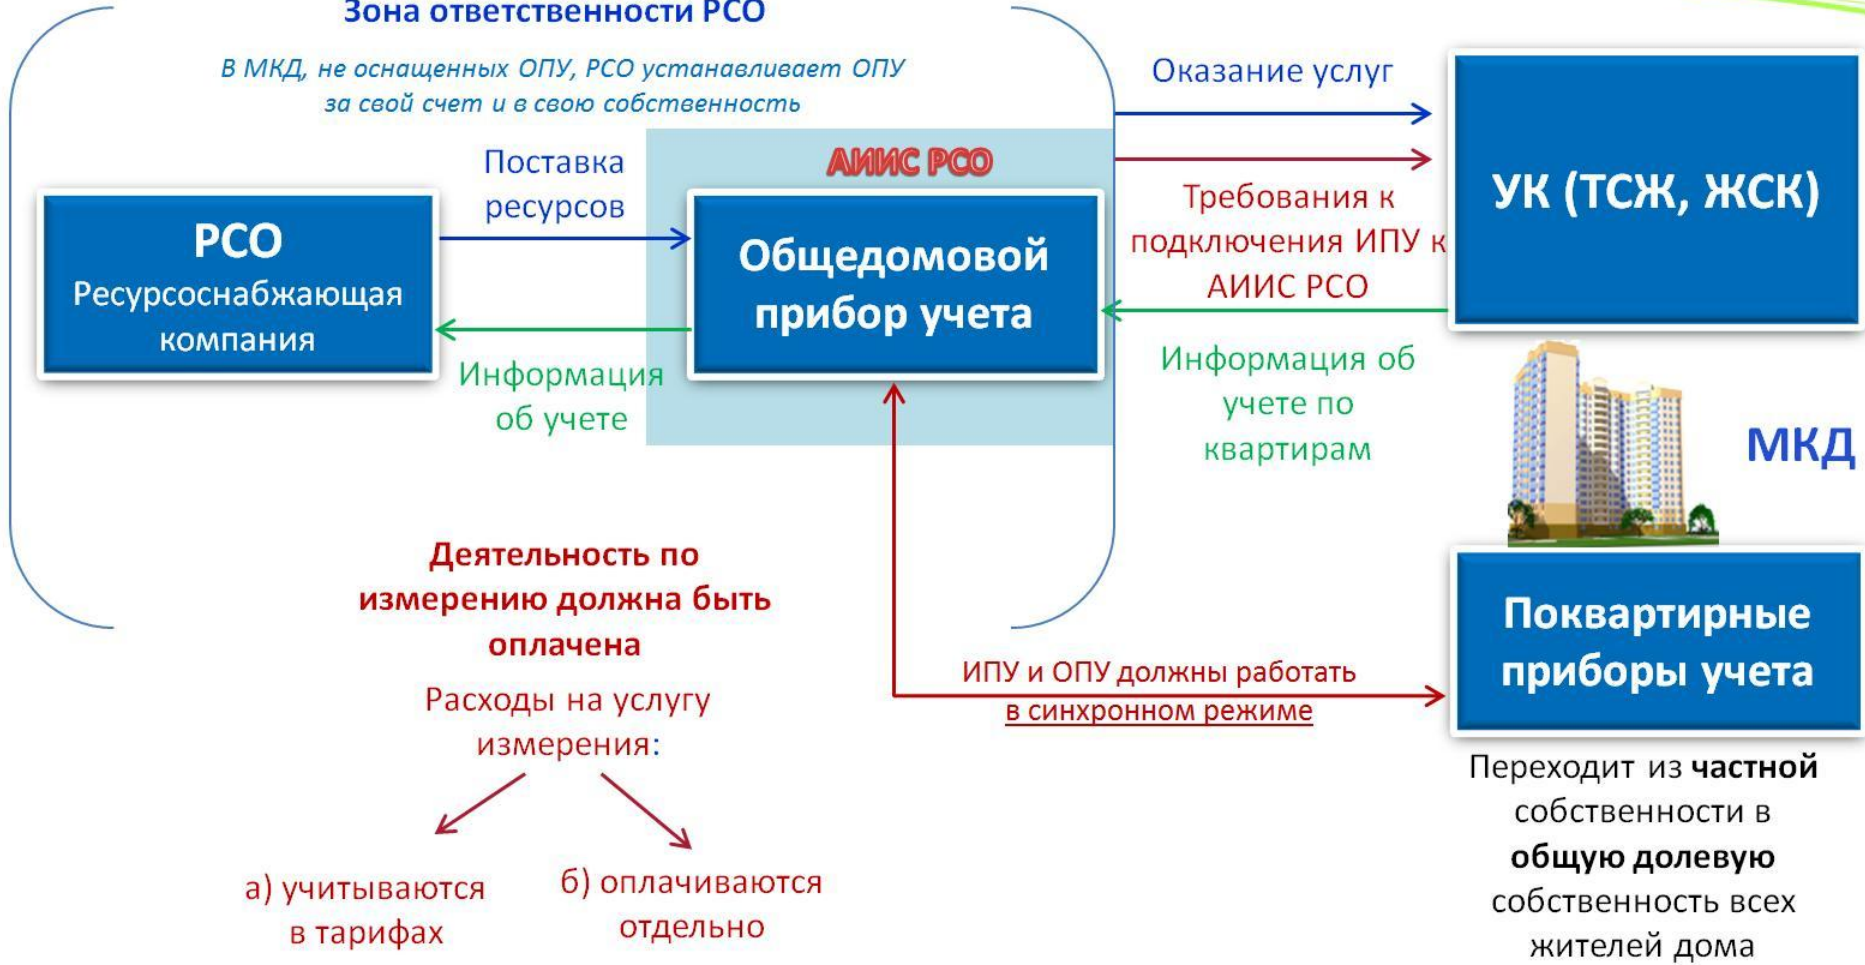 Зона ответственности РСО
В МКД, не оснащенных ОПУ, РСО устанавливает ОПУ
за свой счет и в свою собственность
АИИС РСО
Поставка
ресурсов
РСО
Ресурсоснабжающая
компания
Общедомовой
прибор учета
Информация
об учете
Оказание услуг
Требования к
подключения ИПУ к
АИИС РСО
Информация об
учете по
квартирам
УК (ТСЖ, ЖСК)
МКД
Поквартирные
приборы учета
Переходит из частной
собственности в
общую долевую
собственность всех
жителей дома
ИПУ и ОПУ должны работать
в синхронном режиме
Деятельность по
измерению должна быть
оплачена
Расходы на услугу
измерения:
а) учитываются
в тарифах
б) оплачиваются
отдельно